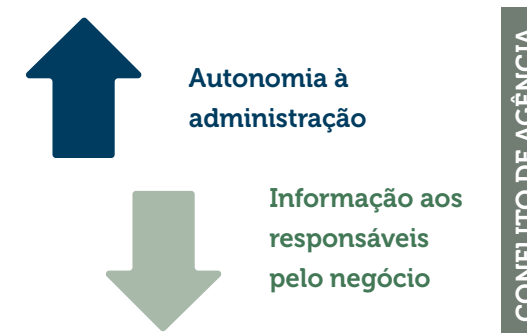 Autonomia à
administração
Informação aos
responsáveis
pelo negócio
CONFLITO DE AGÊNCIA